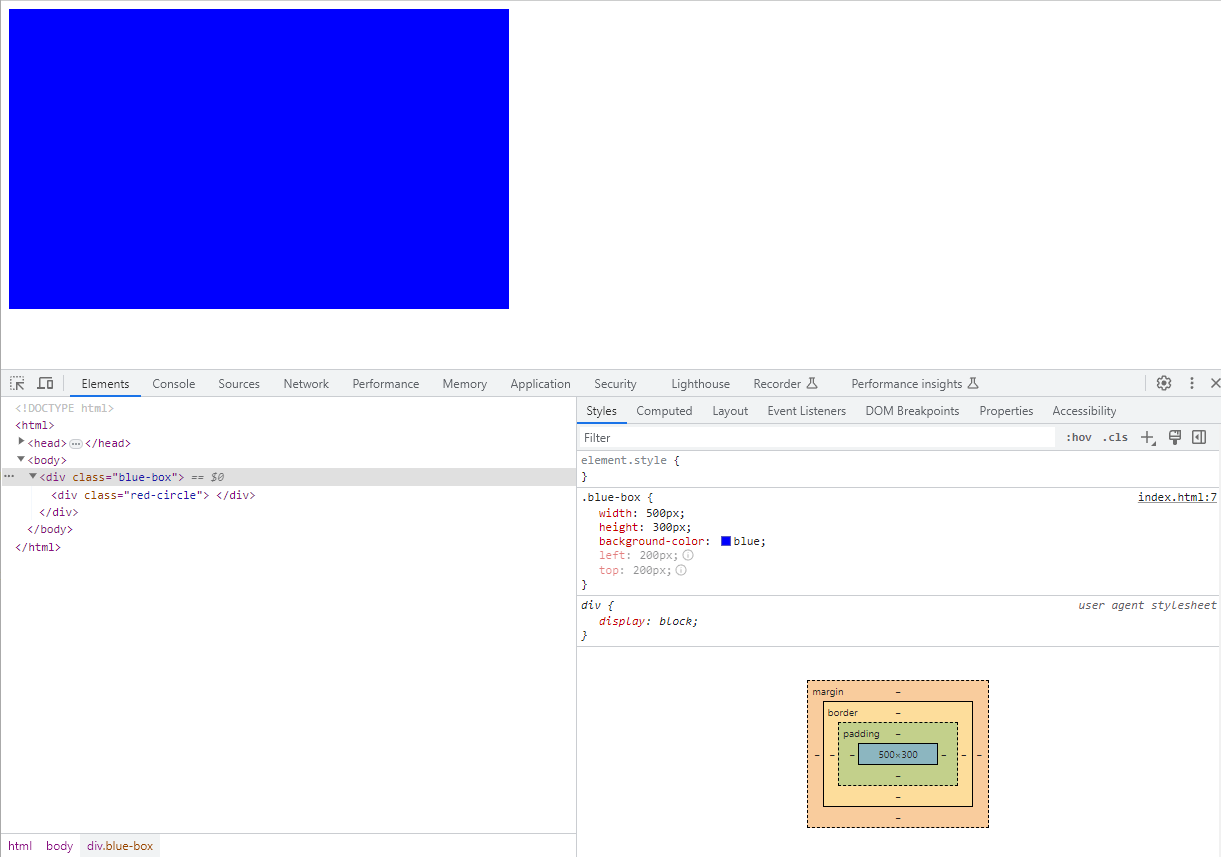 Elements Console Sources Network Performance Memory Application Security Lighthouse Recorder Performance insights
<!DOCTYPE html>
<html>
<head> ... </head>
<body>
<div class="blue-box"> == $0
<div class="red-circle"> </div>
</div>
</body>
</html>
html body div.blue-box
Styles Computed Layout Event Listeners DOM Breakpoints Properties Accessibility
Filter :hov .cls
element.style {
}
.blue-box { index.html:7
width: 500px;
height: 300px;
background-color: blue;
left: 200px;
top: 200px;
}
div { user agent stylesheet
display: block;
}
margin –
border –
padding –
– – – 500×300 – – –
–
–
–